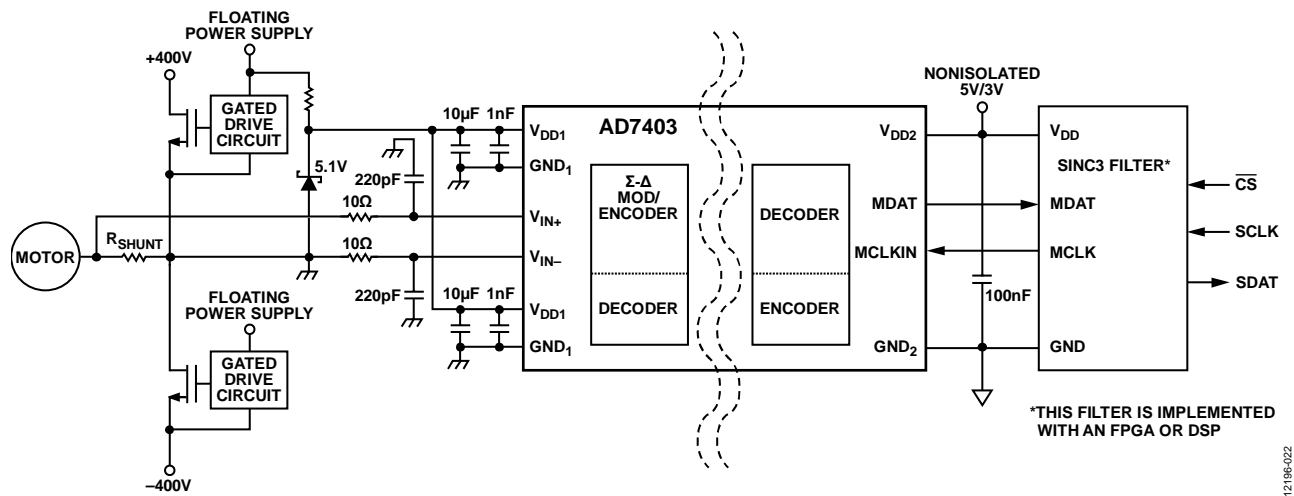 FLOATING
POWER SUPPLY
+400V
GATED
DRIVE
CIRCUIT
5.1V
220pF
10Ω
10Ω
220pF
MOTOR
RSHUNT
FLOATING
POWER SUPPLY
GATED
DRIVE
CIRCUIT
–400V
10µF
1nF
10µF
1nF
AD7403
VDD1
GND1
VIN+
VIN–
VDD1
GND1
Σ-Δ
MOD/
ENCODER
DECODER
DECODER
ENCODER
VDD2
MDAT
MCLKIN
GND2
NONISOLATED
5V/3V
100nF
VDD
SINC3 FILTER*
MDAT
MCLK
GND
CS
SCLK
SDAT
*THIS FILTER IS IMPLEMENTED
WITH AN FPGA OR DSP
12196-022